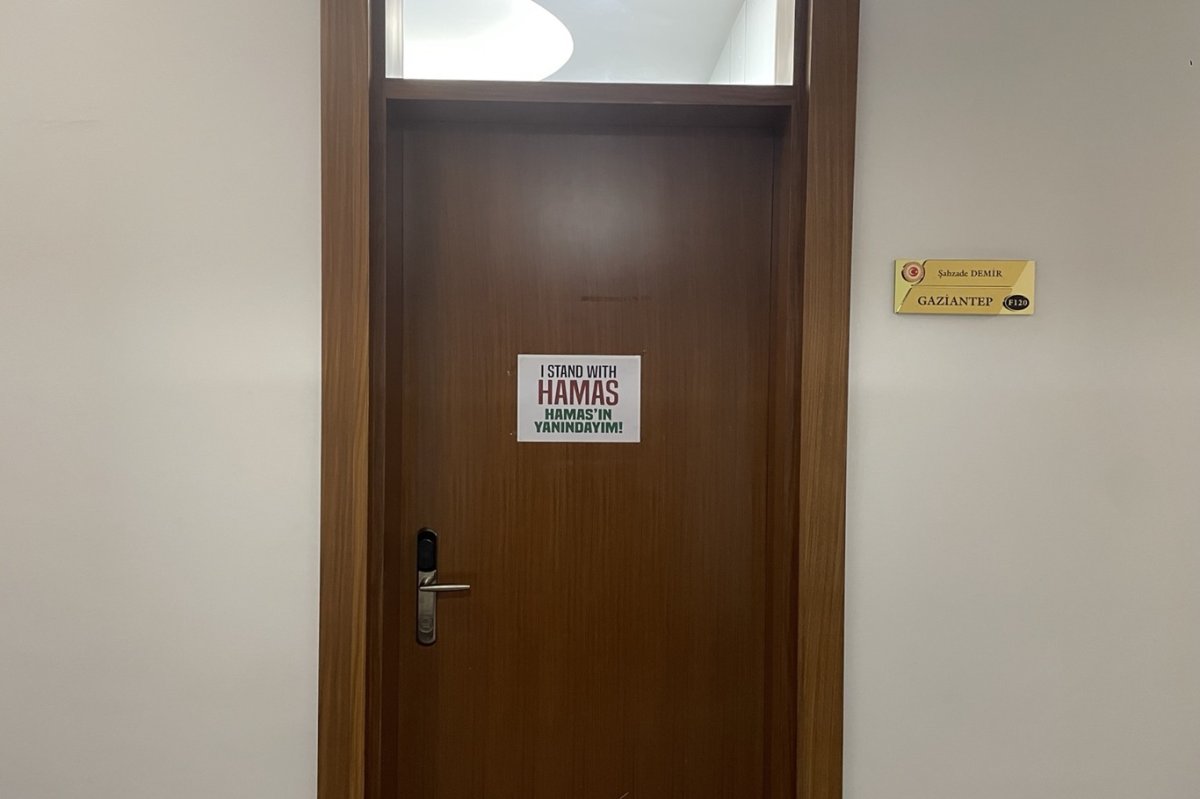 I STAND WITH
HAMAS
HAMAS'IN
YANINDAYIM!
Şahzade DEMİR
GAZİANTEP
F120